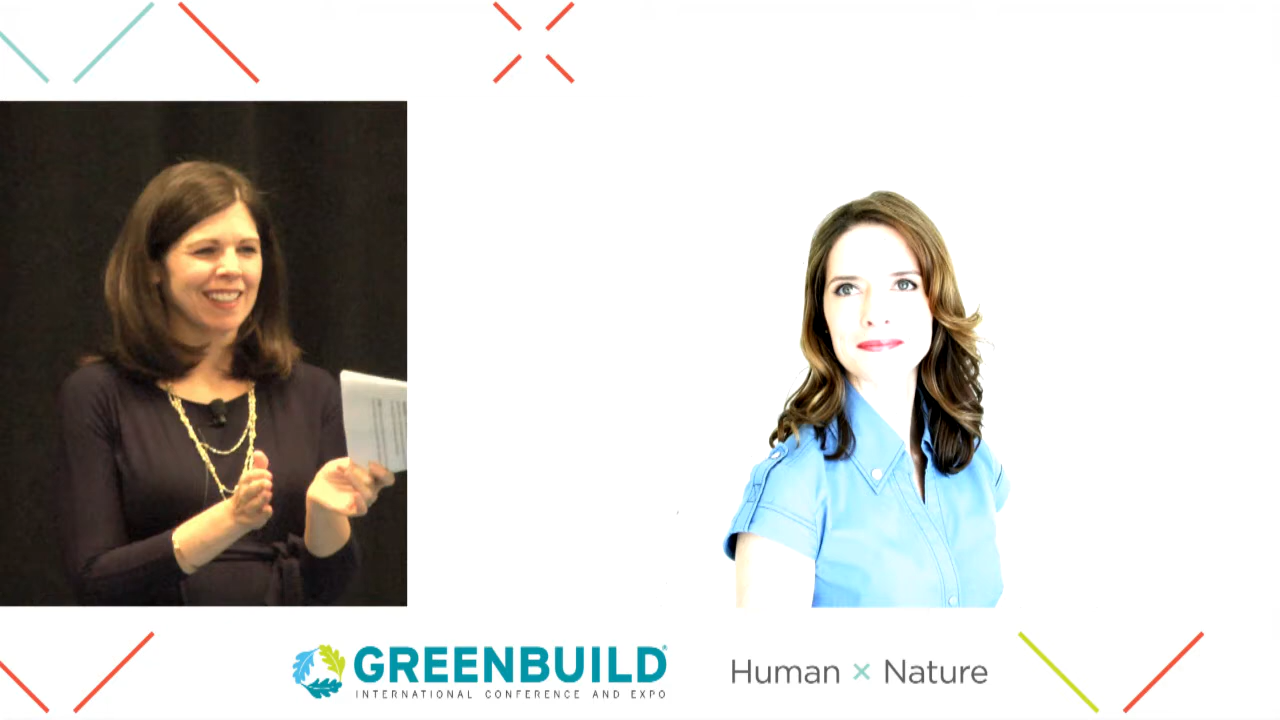 GREENBUILD®
INTERNATIONAL CONFERENCE AND EXPO
Human × Nature